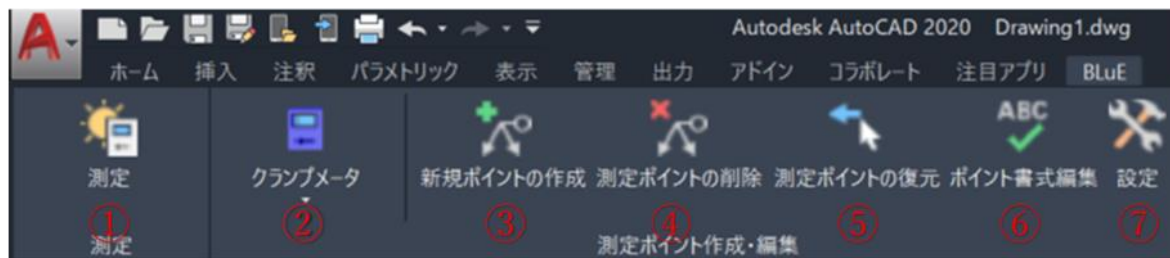 Autodesk AutoCAD 2020 Drawing1.dwg
ホーム 挿入 注釈 パラメトリック 表示 管理 出力 アドイン コラボレート 注目アプリ BLuE
ABC
測定 クランプメータ 新規ポイントの作成 測定ポイントの削除 測定ポイントの復元 ポイント書式編集 設定
① ② ③ ④ ⑤ ⑥ ⑦
測定 測定ポイント作成・編集